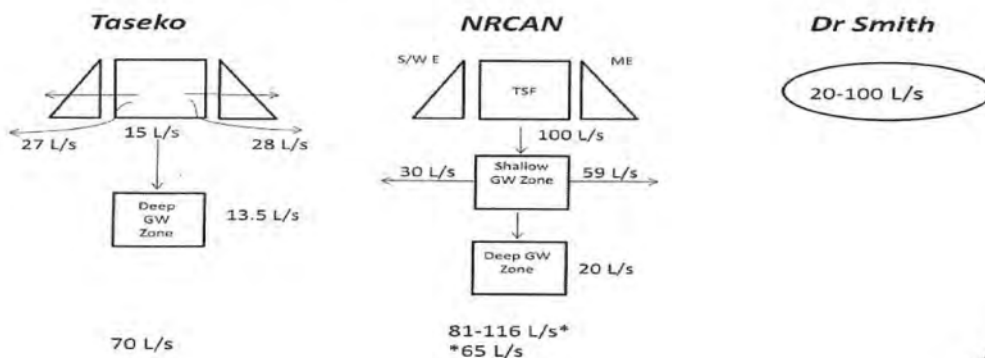 Taseko
27 L/s
15 L/s
28 L/s
Deep
GW
Zone
13.5 L/s
70 L/s
NRCAN
S/W E
TSF
ME
100 L/s
30 L/s
Shallow
GW Zone
59 L/s
Deep GW
Zone
20 L/s
81-116 L/s*
*65 L/s
Dr Smith
20-100 L/s